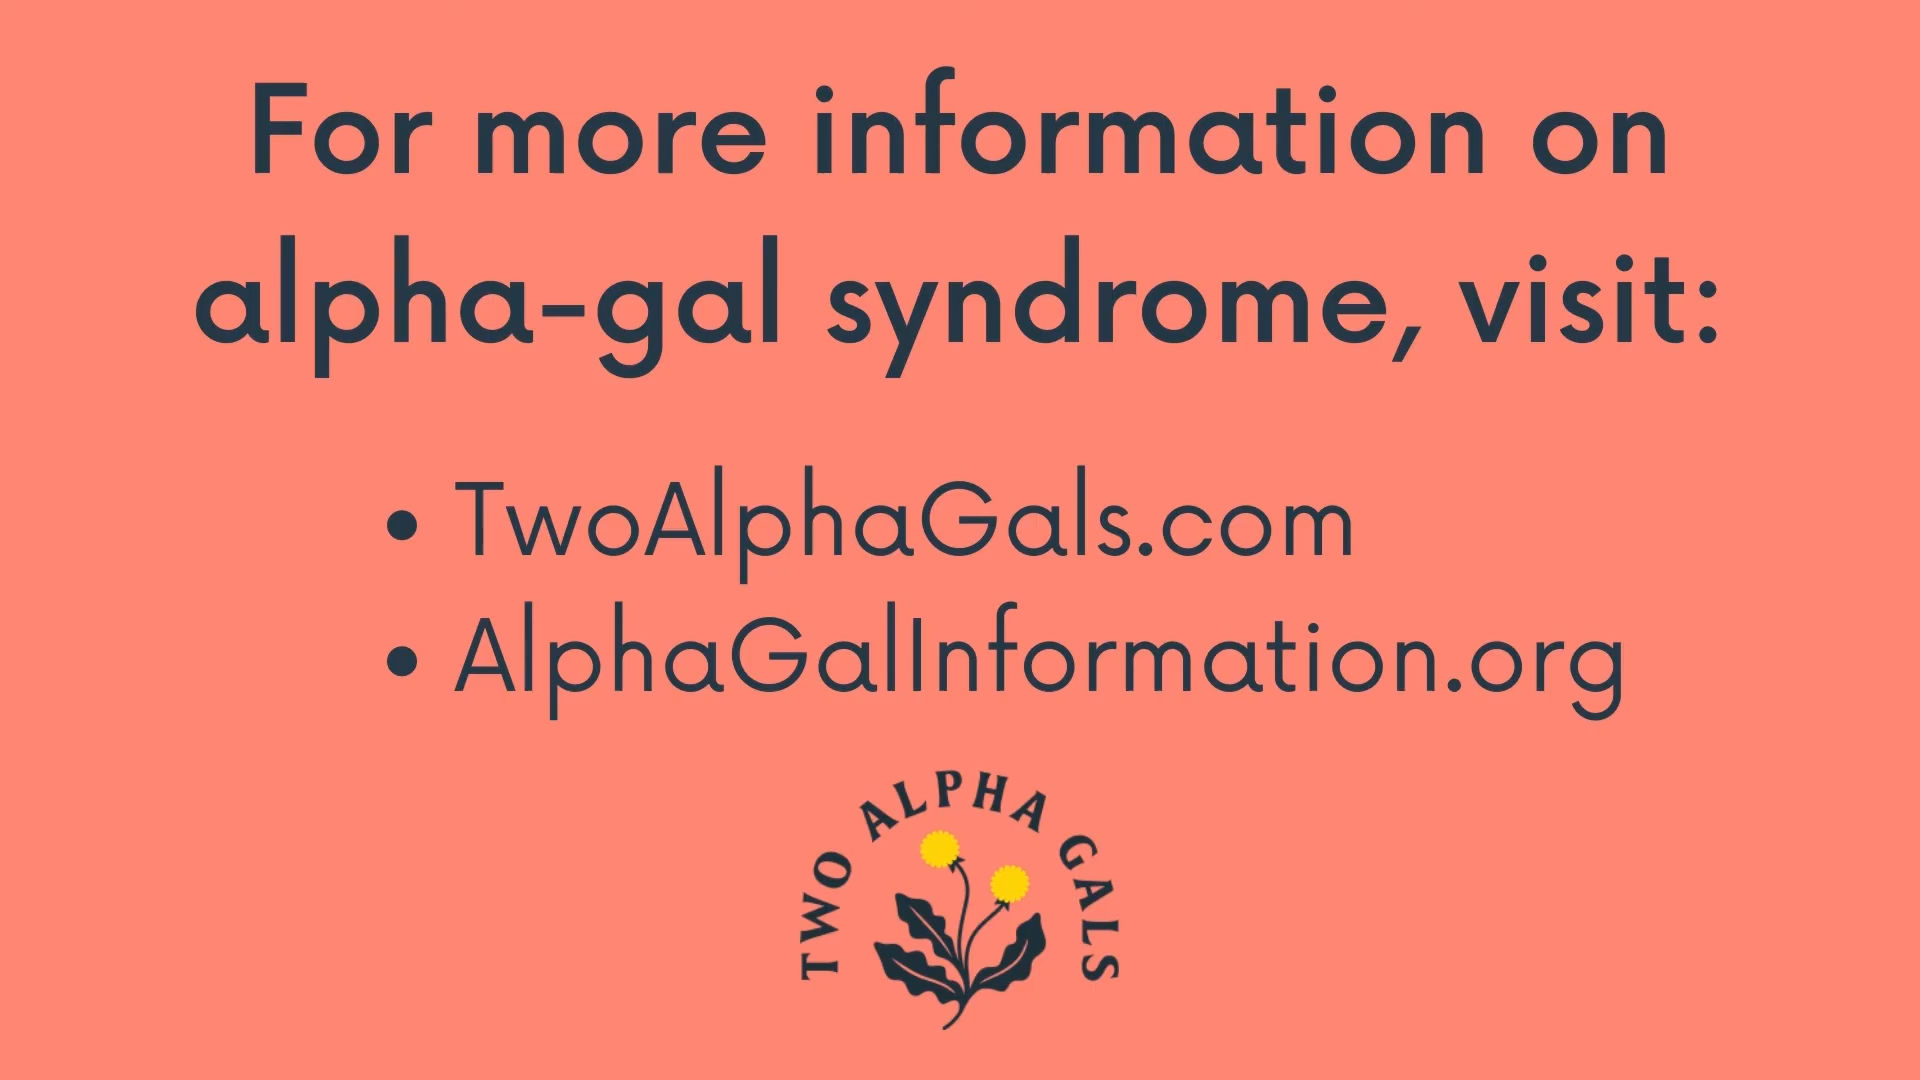 For more information on
alpha-gal syndrome, visit:
• TwoAlphaGals.com
• AlphaGalInformation.org
TWO ALPHA GALS